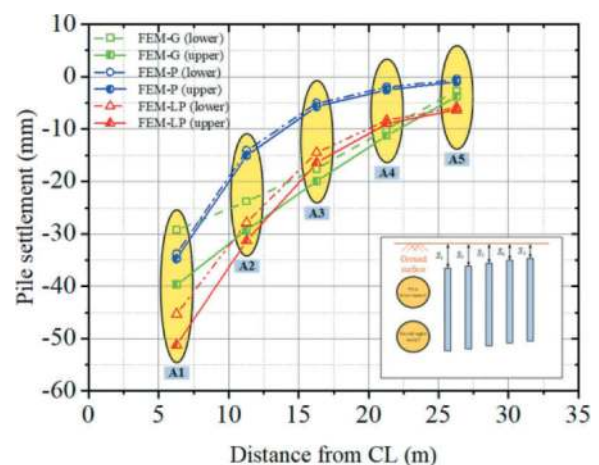 FEM-G (lower)
FEM-G (upper)
FEM-P (lower)
FEM-P (upper)
FEM-LP (lower)
FEM-LP (upper)
Pile settlement (mm)
10
0
-10
-20
-30
-40
-50
-60
A1
A2
A3
A4
A5
Ground
surface
0 5 10 15 20 25 30 35
Distance from CL (m)